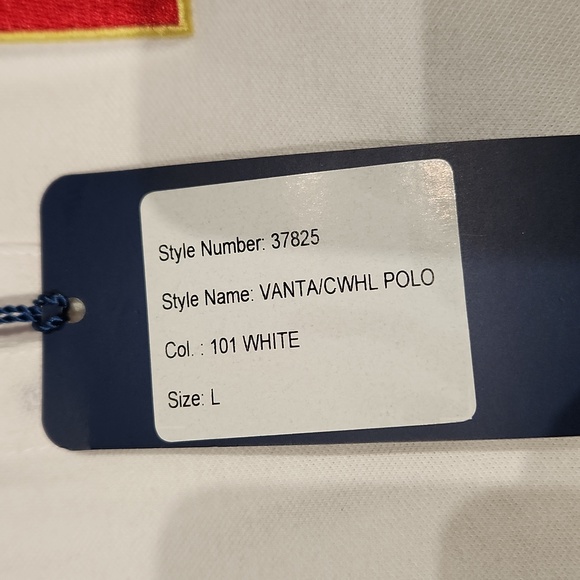 Style Number: 37825
Style Name: VANTA/CWHL POLO
Col. : 101 WHITE
Size: L